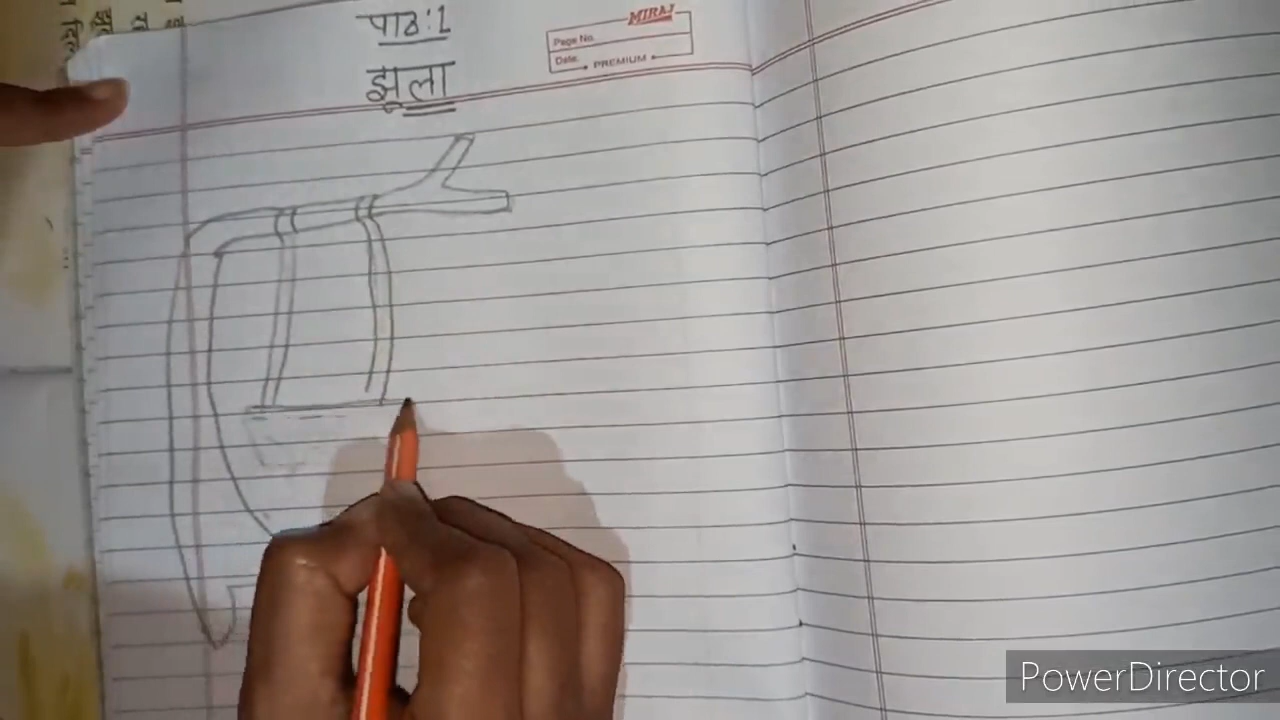 पाठ:1
झूला
MIRAJ
Page No.
Date.
PREMIUM
PowerDirector